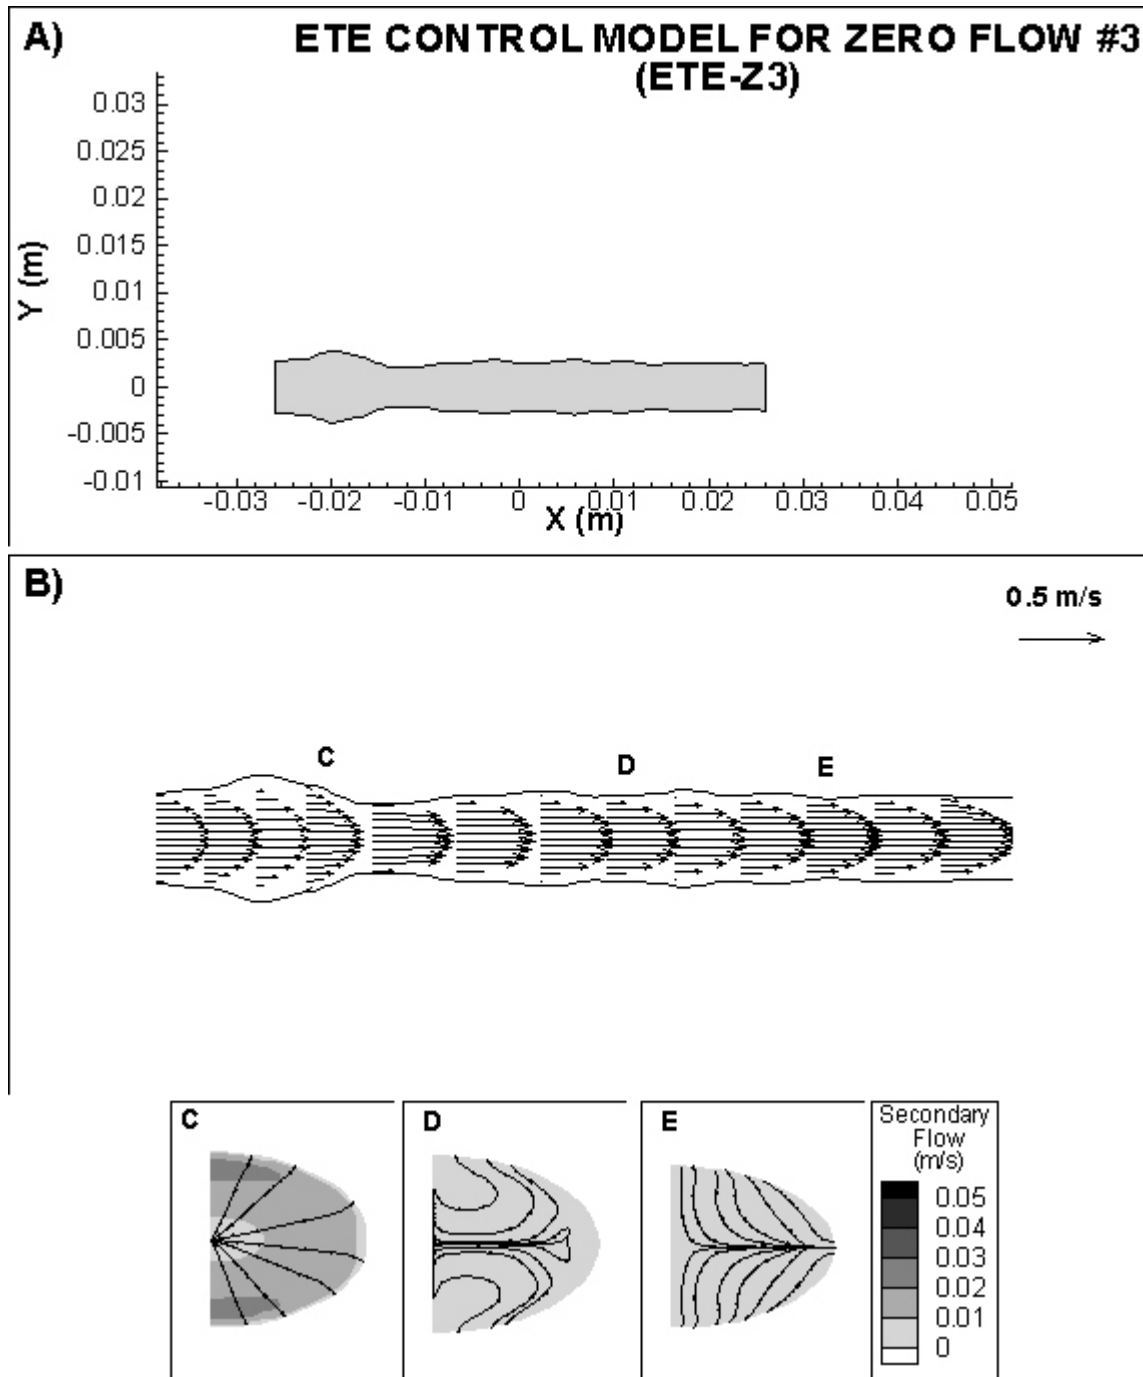 A)
ETE CONTROL MODEL FOR ZERO FLOW #3
(ETE-Z3)
0.03
0.025
0.02
0.015
0.01
0.005
0
-0.005
-0.01
Y (m)
-0.03 -0.02 -0.01 0 0.01 0.02 0.03 0.04 0.05
X (m)
B)
0.5 m/s
C
D
E
C
D
E
Secondary
Flow
(m/s)
0.05
0.04
0.03
0.02
0.01
0